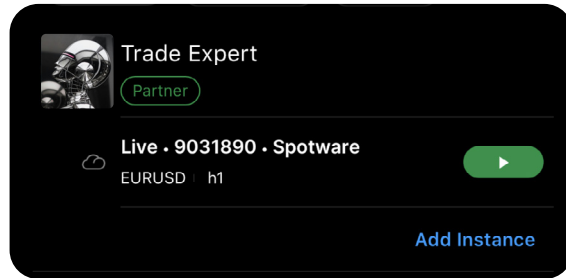 Trade Expert
Partner
Live • 9031890 • Spotware
EURUSD h1
Add Instance